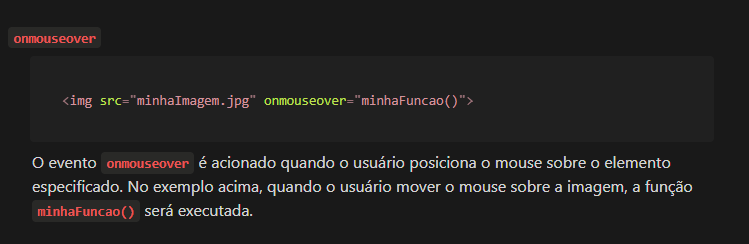 onmouseover
<img src="minhaImagem.jpg" onmouseover="minhaFuncao()">
O evento onmouseover é acionado quando o usuário posiciona o mouse sobre o elemento
especificado. No exemplo acima, quando o usuário mover o mouse sobre a imagem, a função
minhaFuncao() será executada.